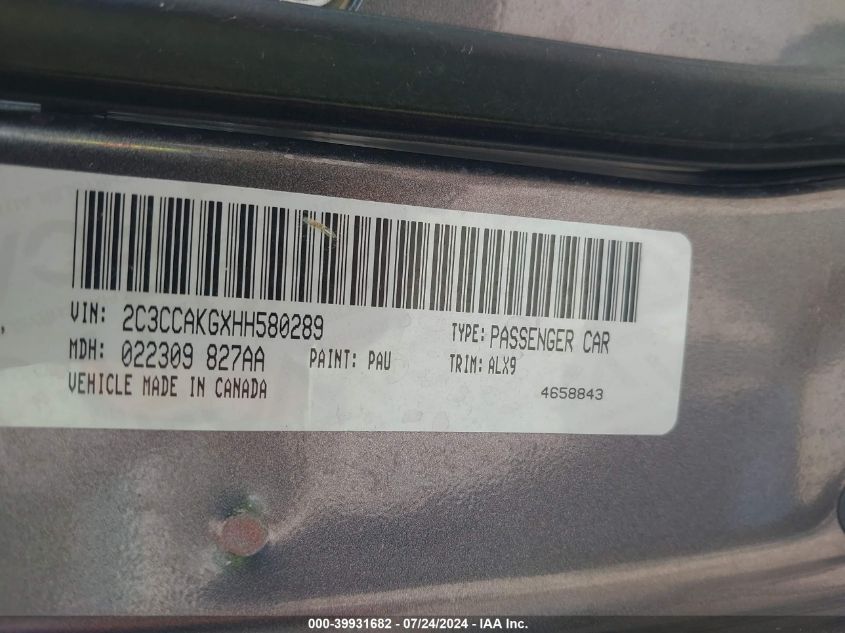 VIN: 2C3CCAKGXHH580289 TYPE: PASSENGER CAR
MDH: 022309 827AA PAINT: PAU TRIM: ALX9
VEHICLE MADE IN CANADA 4658843
000-39931682 - 07/24/2024 - IAA Inc.